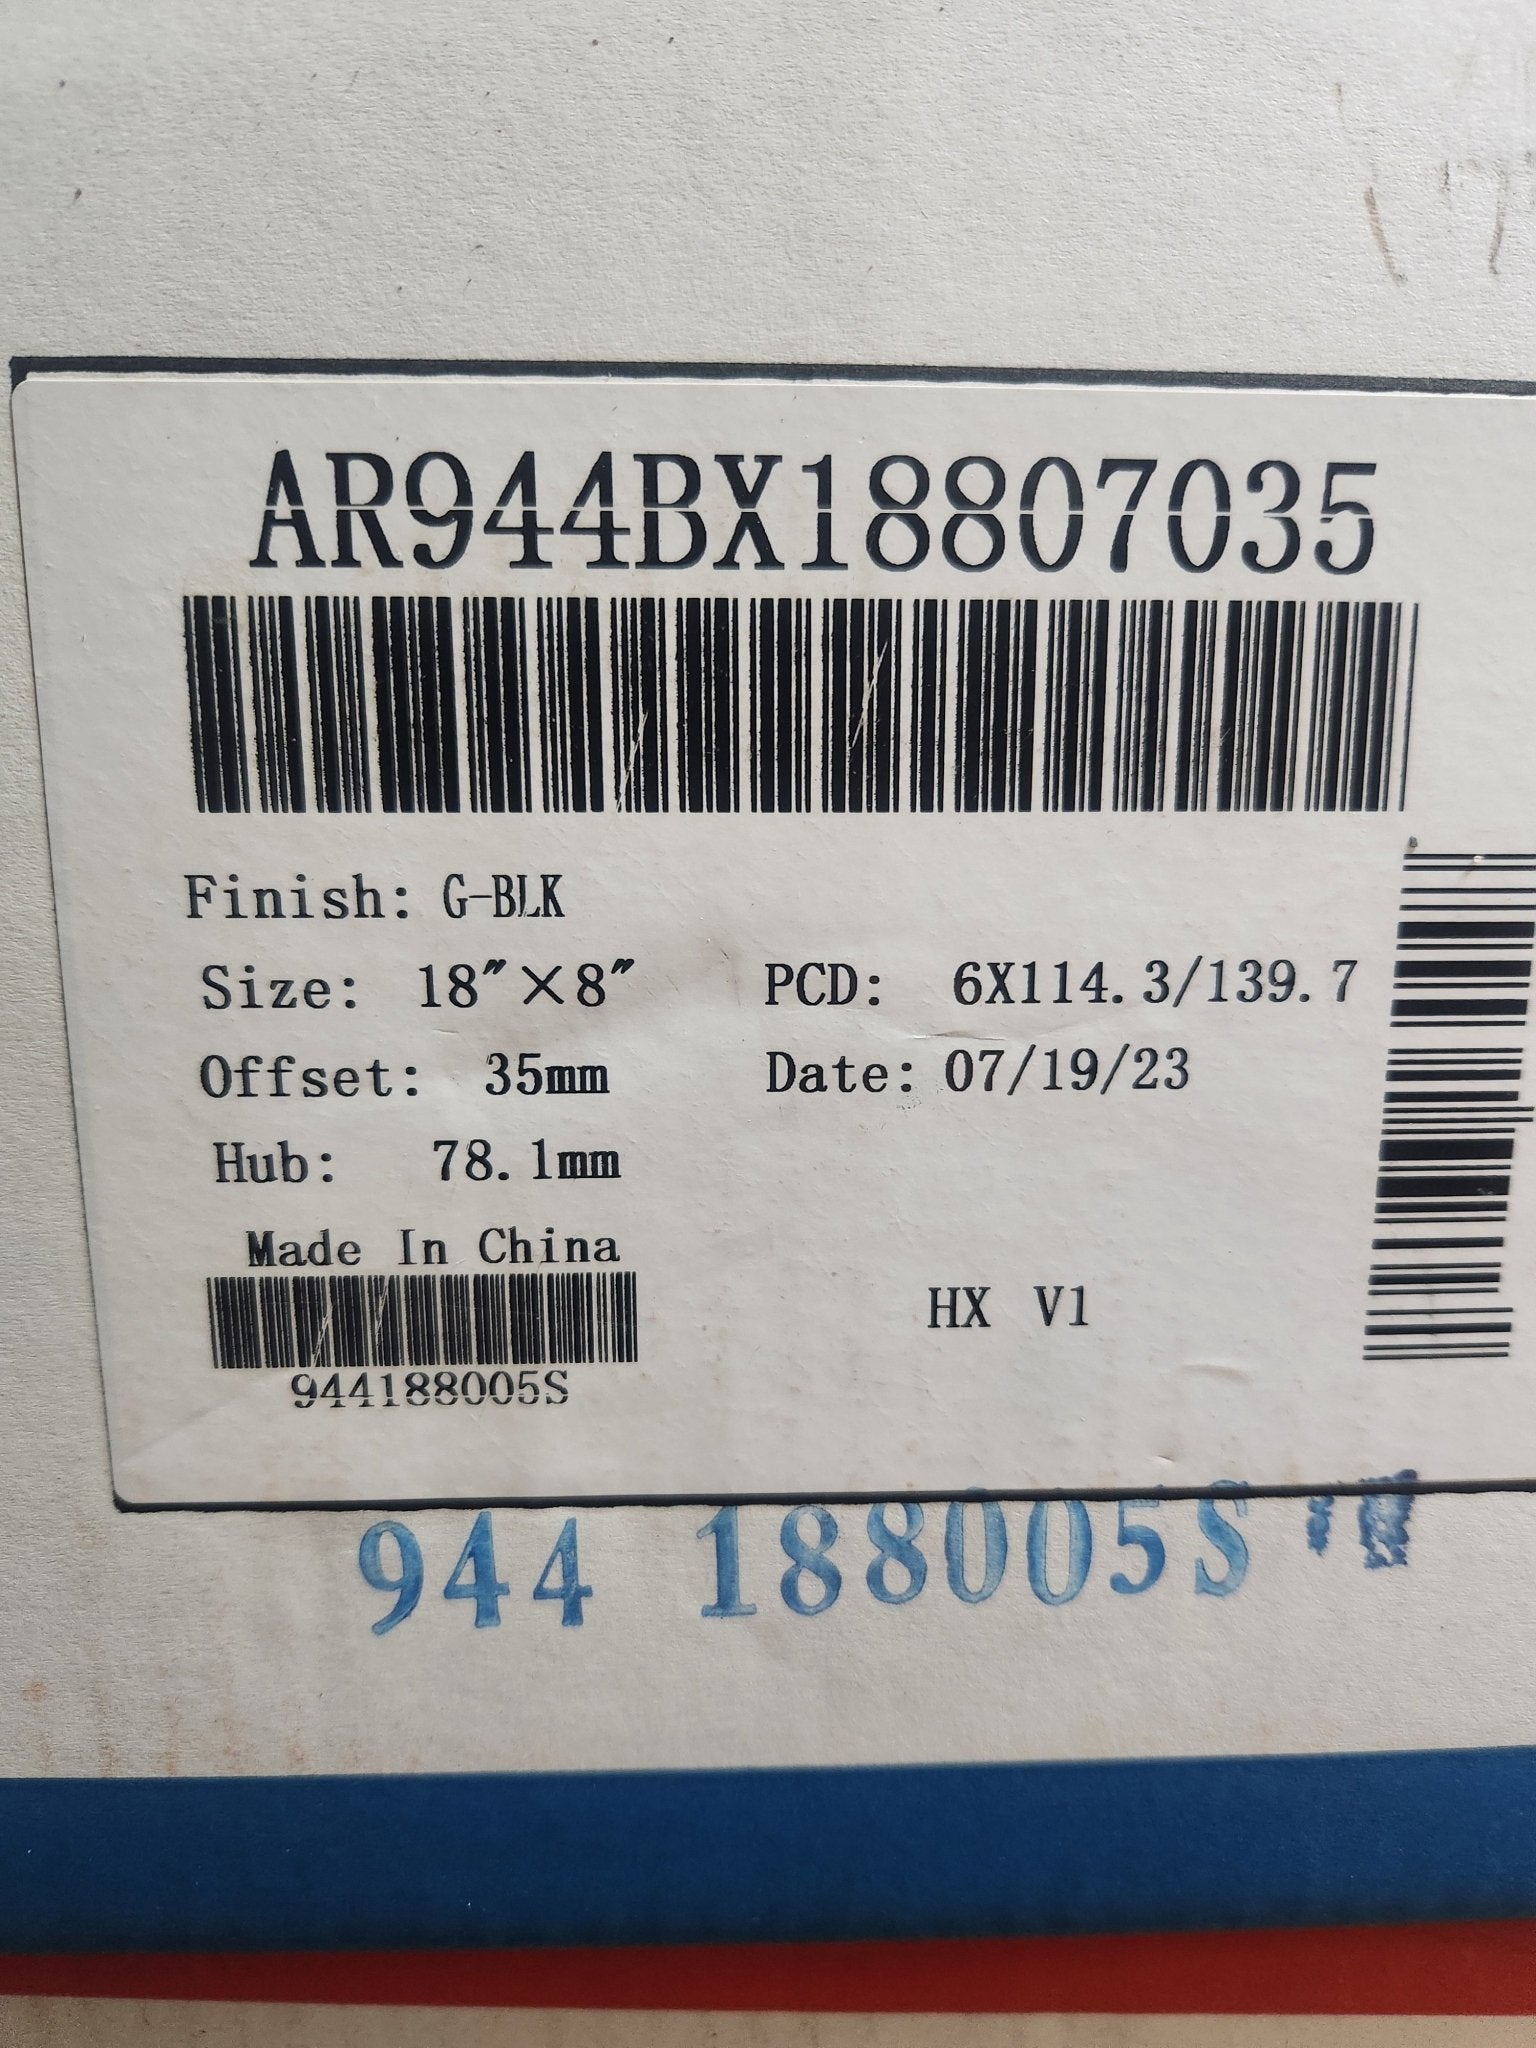 AR944BX18807035
Finish: G-BLK
Size: 18"×8" PCD: 6X114.3/139.7
Offset: 35mm Date: 07/19/23
Hub: 78.1mm
Made In China
HX V1
944188005S
944 188005S